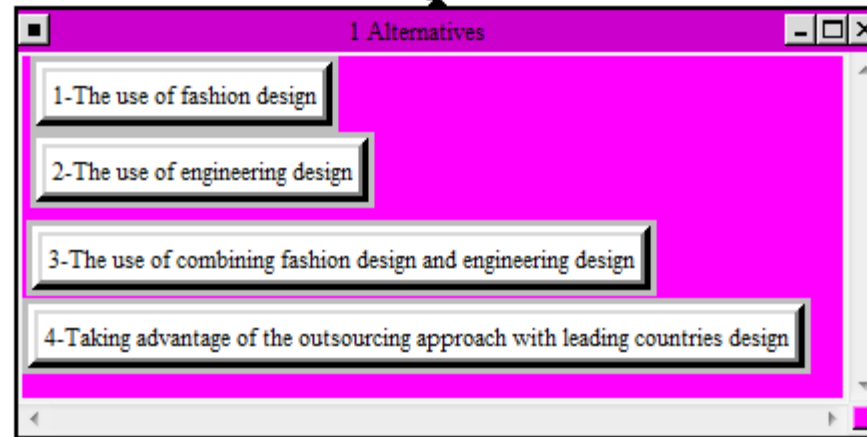 1 Alternatives
1-The use of fashion design
2-The use of engineering design
3-The use of combining fashion design and engineering design
4-Taking advantage of the outsourcing approach with leading countries design